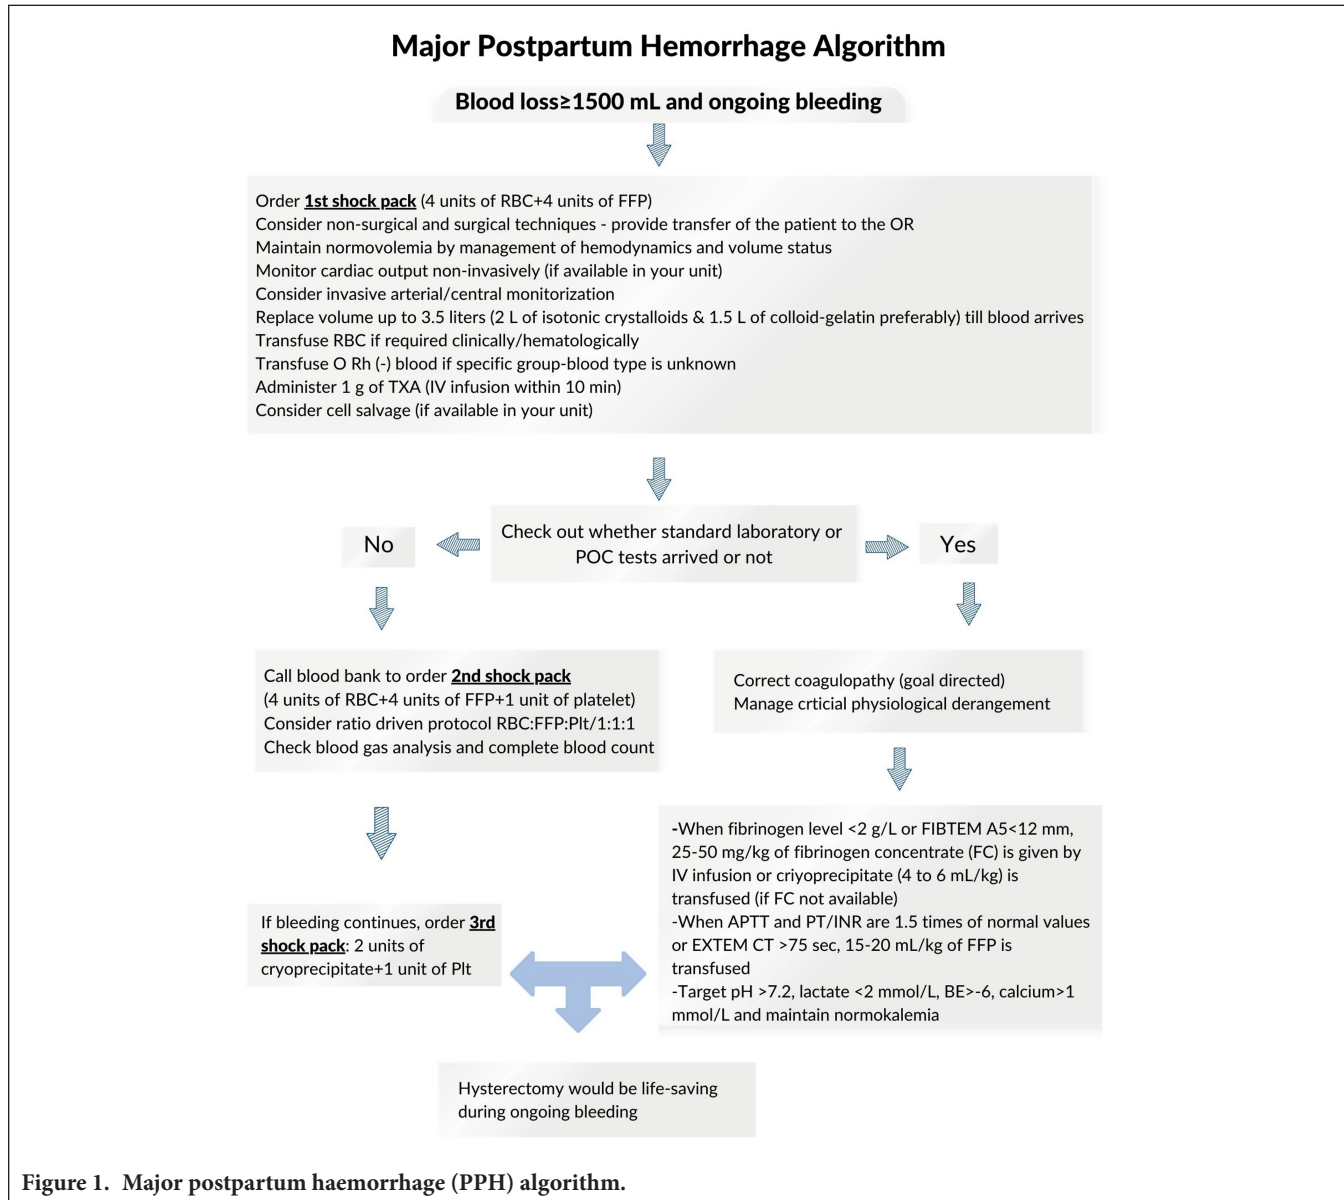 Major Postpartum Hemorrhage Algorithm
Blood loss≥1500 mL and ongoing bleeding
Order 1st shock pack (4 units of RBC+4 units of FFP)
Consider non-surgical and surgical techniques - provide transfer of the patient to the OR
Maintain normovolemia by management of hemodynamics and volume status
Monitor cardiac output non-invasively (if available in your unit)
Consider invasive arterial/central monitorization
Replace volume up to 3.5 liters (2 L of isotonic crystalloids & 1.5 L of colloid-gelatin preferably) till blood arrives
Transfuse RBC if required clinically/hematologically
Transfuse O Rh (-) blood if specific group-blood type is unknown
Administer 1 g of TXA (IV infusion within 10 min)
Consider cell salvage (if available in your unit)
Check out whether standard laboratory or
POC tests arrived or not
No
Yes
Call blood bank to order 2nd shock pack
(4 units of RBC+4 units of FFP+1 unit of platelet)
Consider ratio driven protocol RBC:FFP:Plt/1:1:1
Check blood gas analysis and complete blood count
Correct coagulopathy (goal directed)
Manage crticial physiological derangement
If bleeding continues, order 3rd
shock pack: 2 units of
cryoprecipitate+1 unit of Plt
-When fibrinogen level <2 g/L or FIBTEM A5<12 mm,
25-50 mg/kg of fibrinogen concentrate (FC) is given by
IV infusion or criyoprecipitate (4 to 6 mL/kg) is
transfused (if FC not available)
-When APTT and PT/INR are 1.5 times of normal values
or EXTEM CT >75 sec, 15-20 mL/kg of FFP is
transfused
-Target pH >7.2, lactate <2 mmol/L, BE>-6, calcium>1
mmol/L and maintain normokalemia
Hysterectomy would be life-saving
during ongoing bleeding
Figure 1. Major postpartum haemorrhage (PPH) algorithm.